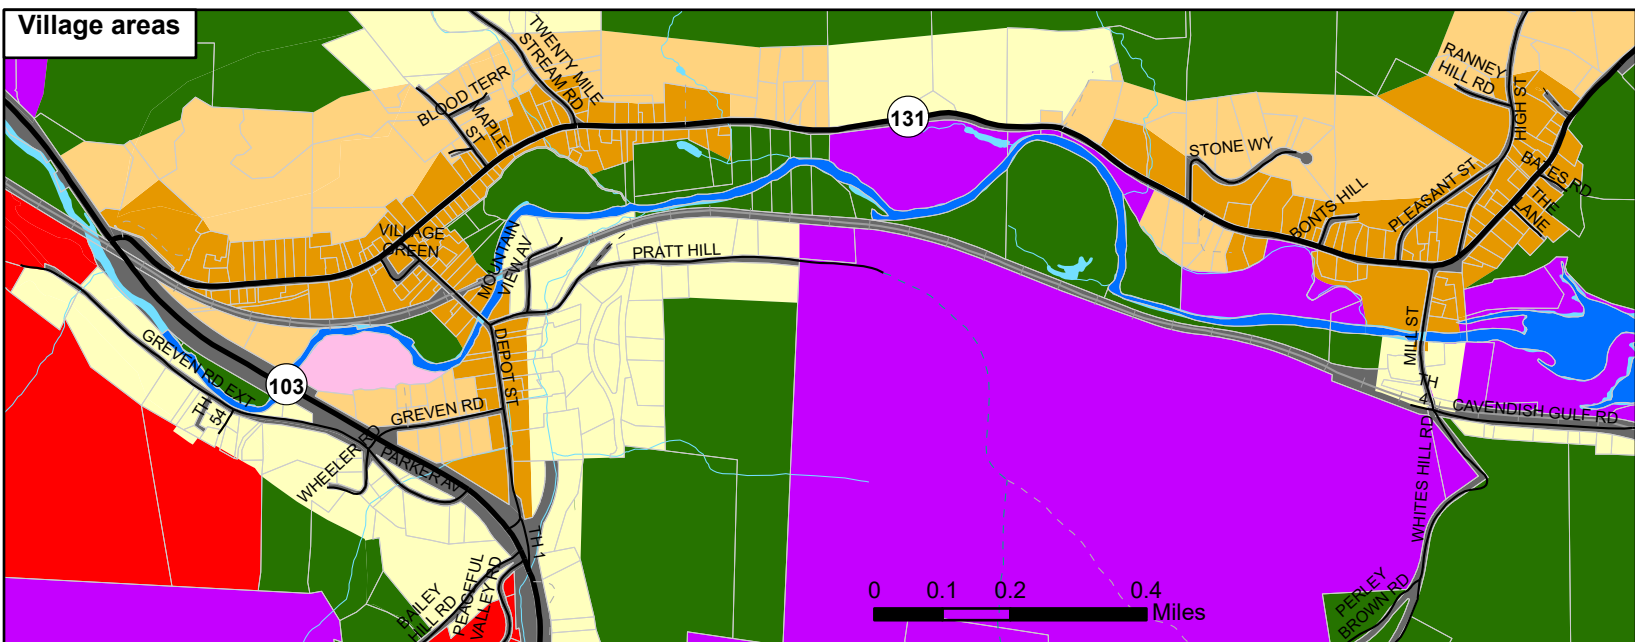 Village areas
TWENTY MILE
STREAM RD
BLOOD TERR
MAPLE
ST
131
RANNEY
HILL RD
HIGH ST
STONE WY
BATES RD
THE
LANE
PLEASANT ST
BONTS HILL
VILLAGE
GREEN
MOUNTAIN
VIEW AV
PRATT HILL
MILL ST
GREVEN RD EXT
103
DEPOT ST
TH
54
GREVEN RD
TH
4
CAVENDISH GULF RD
WHEELER RD
PARKER AV
WHITES HILL RD
TH 1
BAILEY
HILL RD
PEACEFUL
VALLEY RD
PERLEY
BROWN RD
0 0.1 0.2 0.4
Miles